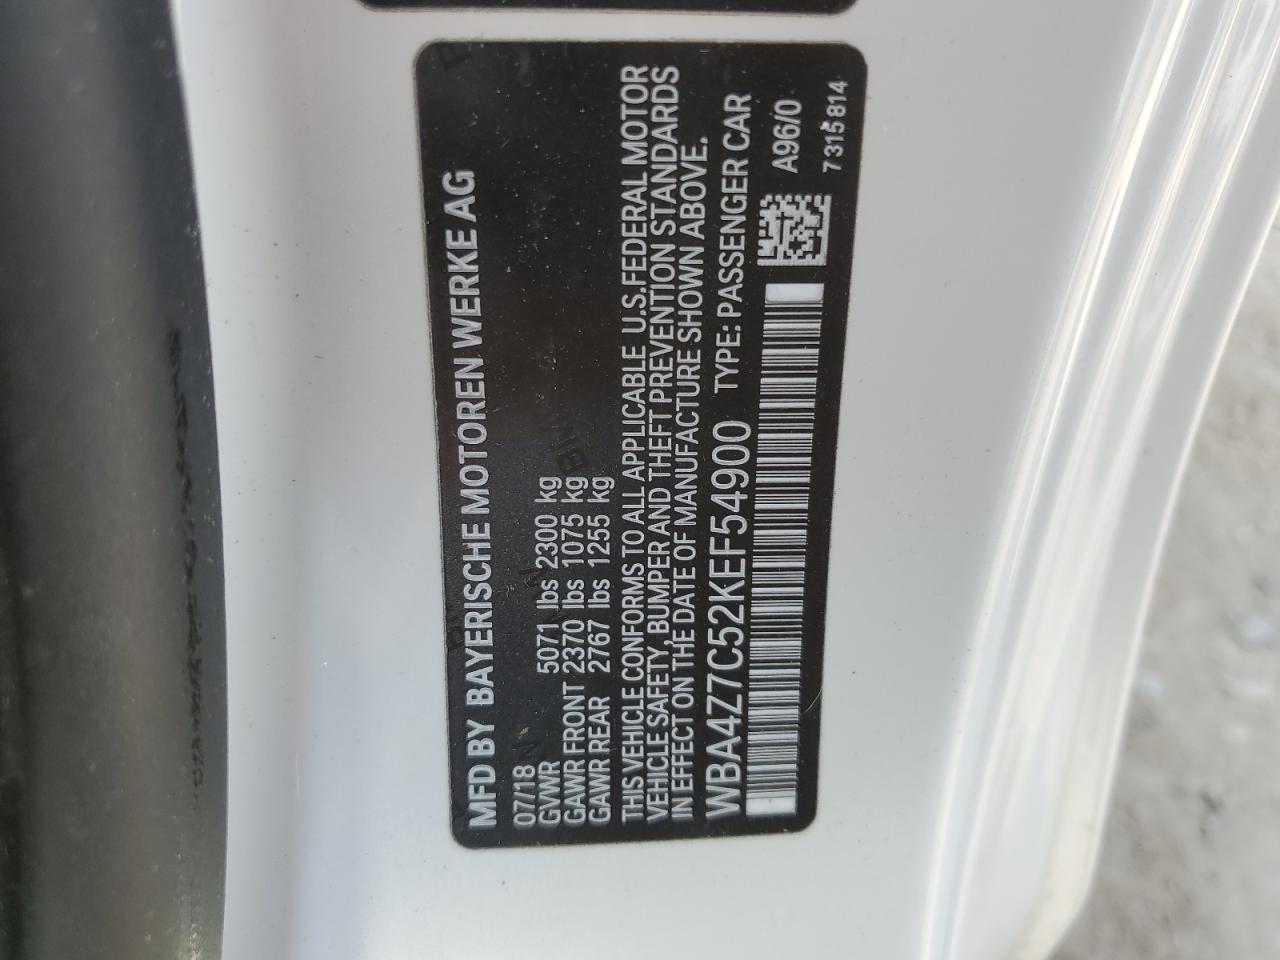 MFD BY BAYERISCHE MOTOREN WERKE AG
07/18
GVWR 5071 lbs 2300 kg
GAWR FRONT 2370 lbs 1075 kg
GAWR REAR 2767 lbs 1255 kg
THIS VEHICLE CONFORMS TO ALL APPLICABLE U.S.FEDERAL MOTOR
VEHICLE SAFETY, BUMPER AND THEFT PREVENTION STANDARDS
IN EFFECT ON THE DATE OF MANUFACTURE SHOWN ABOVE.
WBA4Z7C52KEF54900 TYPE: PASSENGER CAR
A96/0
7315814